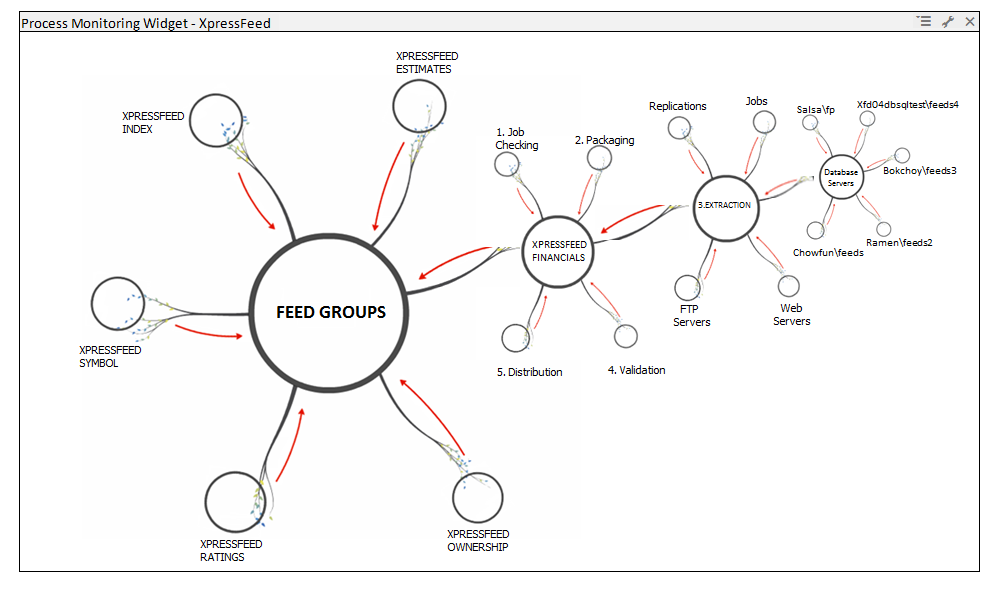 Process Monitoring Widget - XpressFeed
XPRESSFEED
ESTIMATES
XPRESSFEED
INDEX
1. Job
Checking
2. Packaging
Replications
Jobs
Salsa\fp
Xfd04dbsqltest\feeds4
Bokchoy\feeds3
Database
Servers
3.EXTRACTION
Ramen\feeds2
Chowfun\feeds
XPRESSFEED
FINANCIALS
FEED GROUPS
FTP
Servers
Web
Servers
XPRESSFEED
SYMBOL
5. Distribution
4. Validation
XPRESSFEED
RATINGS
XPRESSFEED
OWNERSHIP